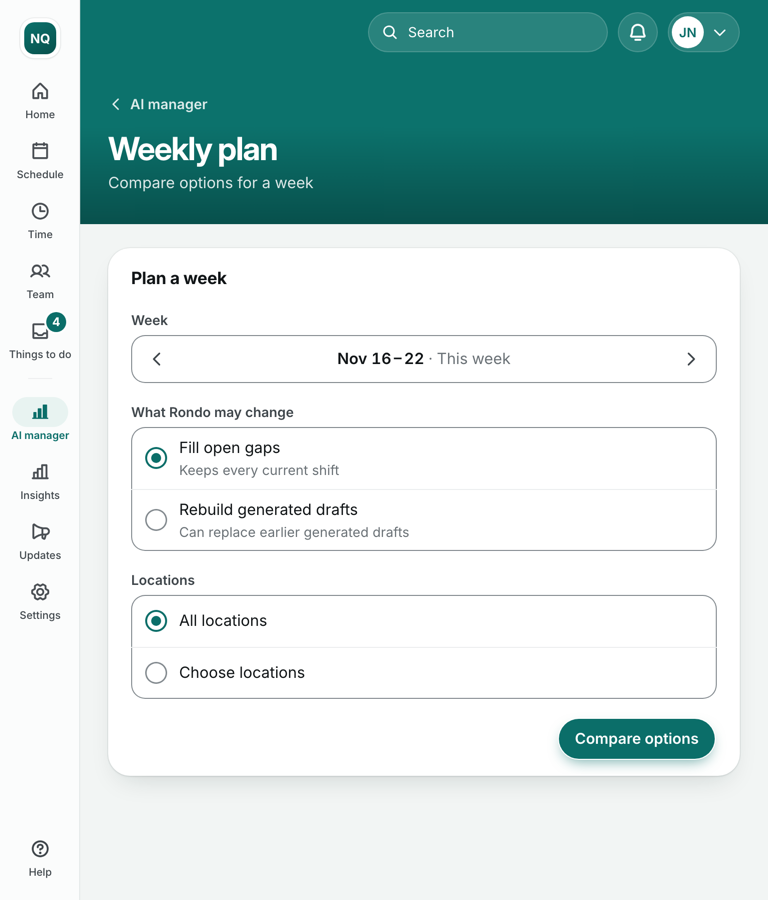 NQ
Home
Schedule
Time
Team
4
Things to do
AI manager
Insights
Updates
Settings
Help
Search
JN
AI manager
Weekly plan
Compare options for a week
Plan a week
Week
Nov 16–22 · This week
What Rondo may change
Fill open gaps
Keeps every current shift
Rebuild generated drafts
Can replace earlier generated drafts
Locations
All locations
Choose locations
Compare options